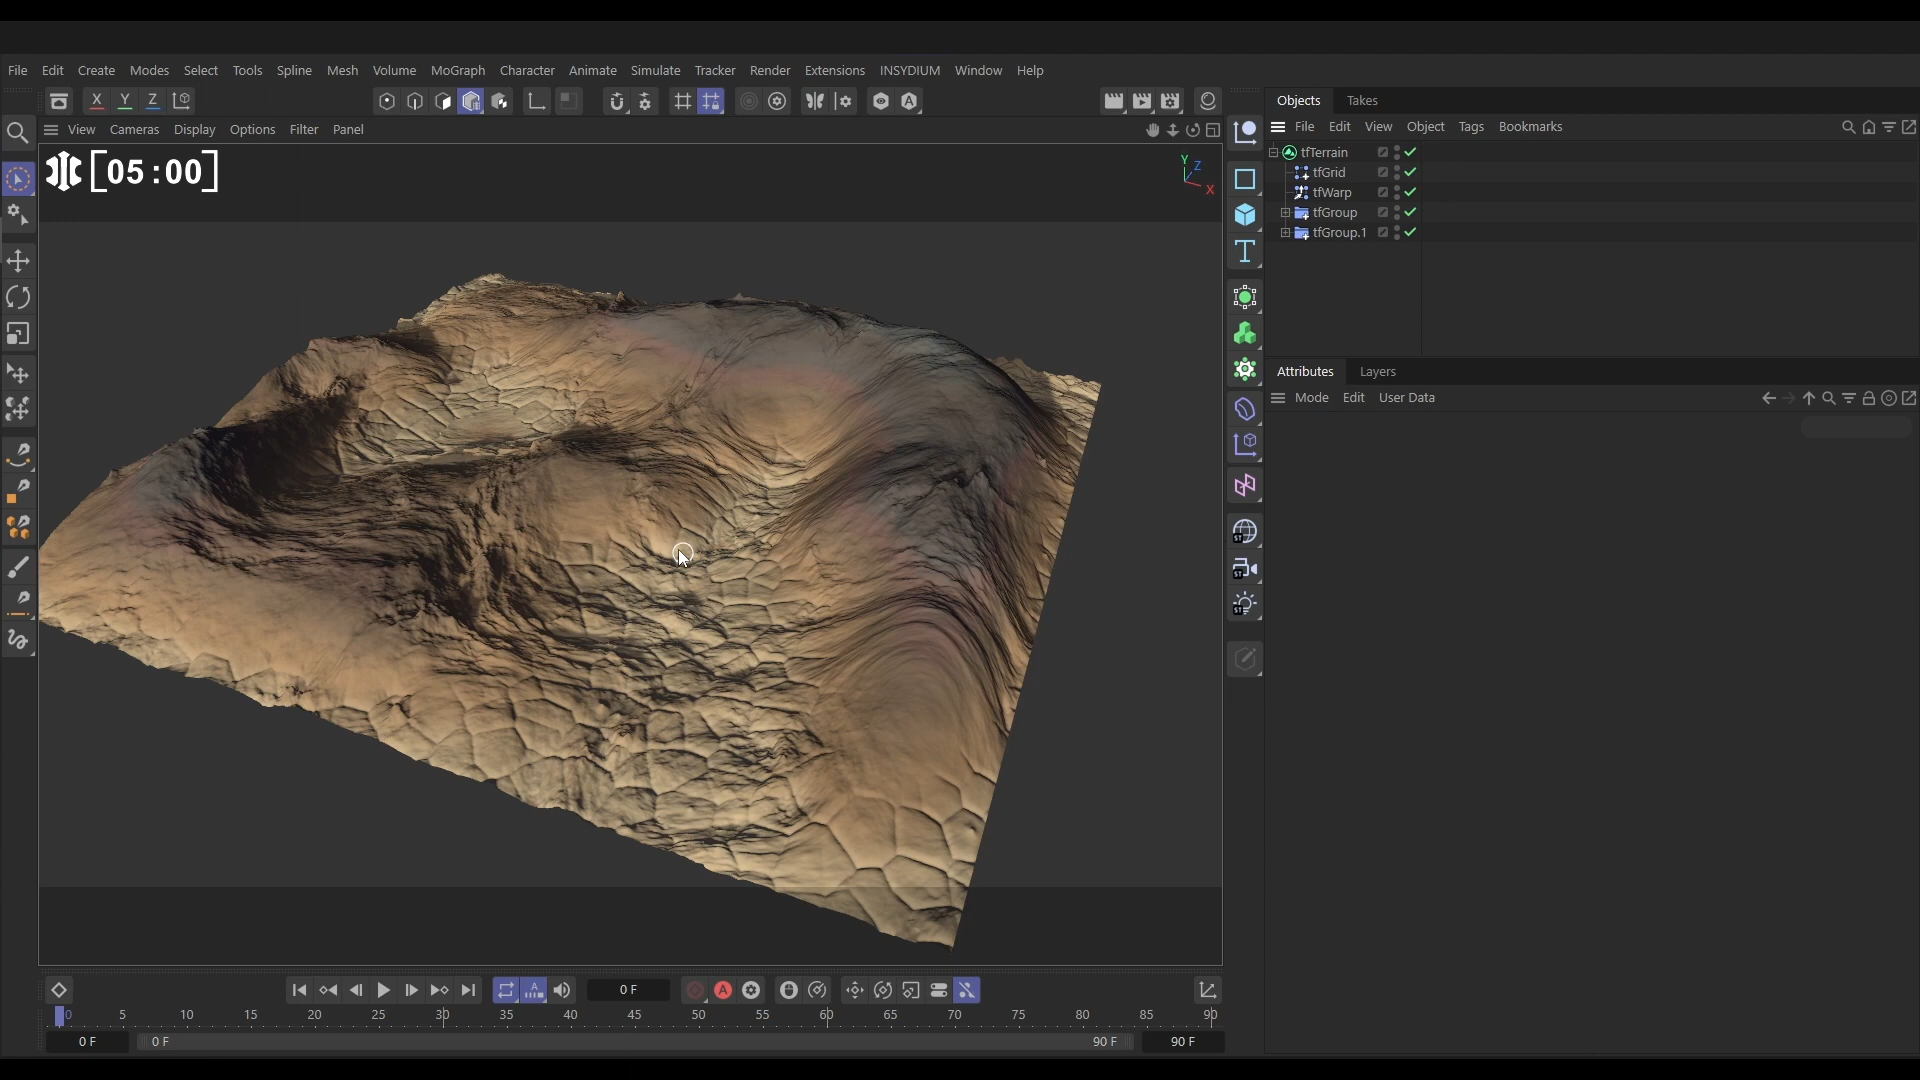 File Edit Create Modes Select Tools Spline Mesh Volume MoGraph Character Animate Simulate Tracker Render Extensions INSYDIUM Window Help
X Y Z
Objects Takes
View Cameras Display Options Filter Panel
File Edit View Object Tags Bookmarks
[05:00]
Y Z X
tfTerrain
tfGrid
tfWarp
tfGroup
tfGroup.1
T
Attributes Layers
Mode Edit User Data
ST
ST
ST
A 0 F A
0 5 10 15 20 25 30 35 40 45 50 55 60 65 70 75 80 85 90
0 F 0 F 90 F 90 F